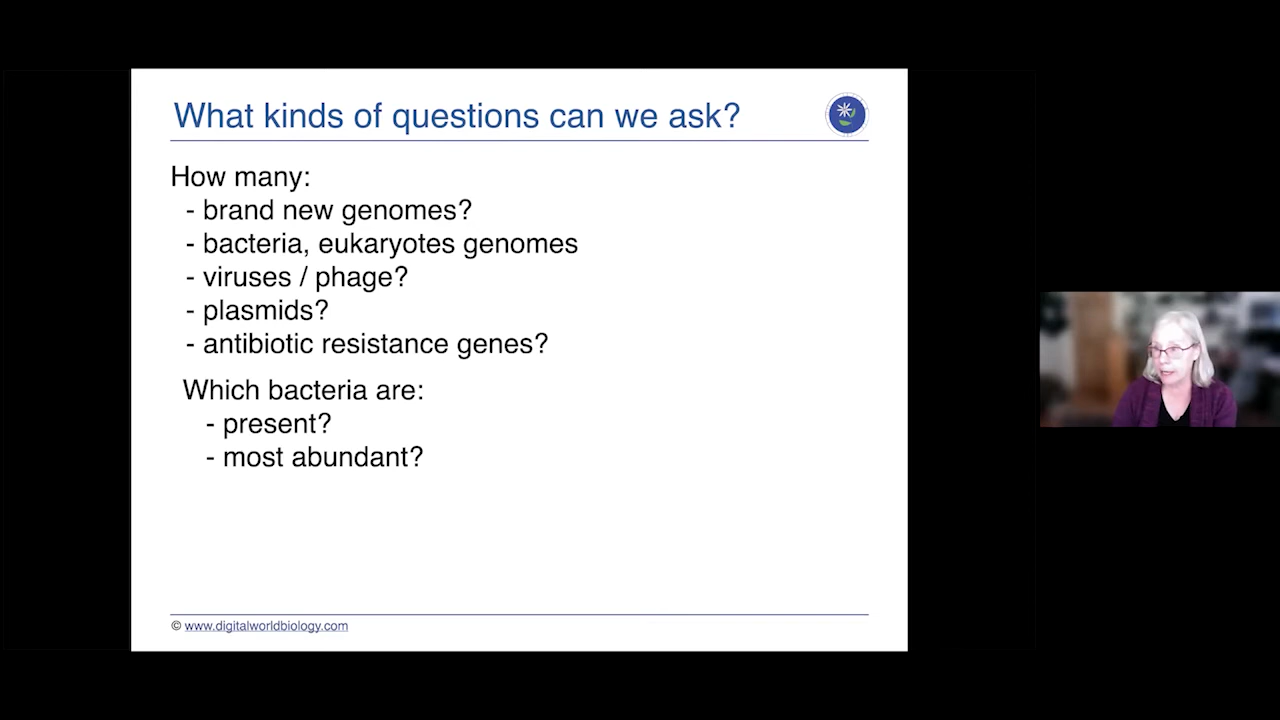 What kinds of questions can we ask?
How many:
- brand new genomes?
- bacteria, eukaryotes genomes
- viruses / phage?
- plasmids?
- antibiotic resistance genes?
Which bacteria are:
- present?
- most abundant?
© www.digitalworldbiology.com